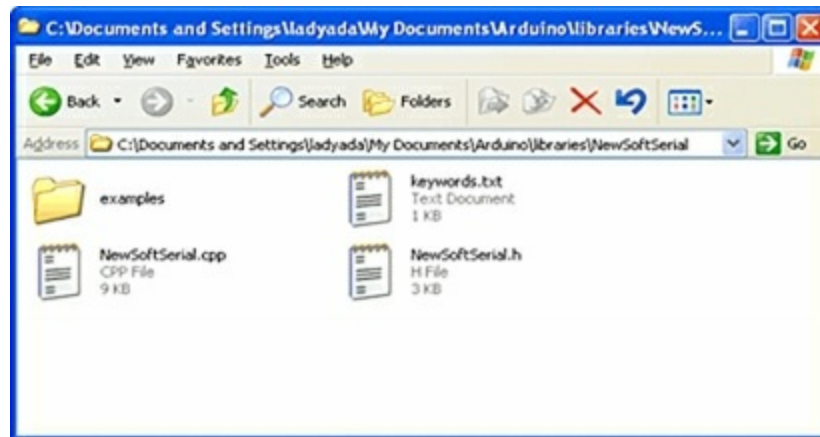 C:\Documents and Settings\ladyada\My Documents\Arduino\libraries\NewS...
File Edit View Favorites Tools Help
Back Search Folders
Address C:\Documents and Settings\ladyada\My Documents\Arduino\libraries\NewSoftSerial Go
examples
keywords.txt
Text Document
1 KB
NewSoftSerial.cpp
CPP File
9 KB
NewSoftSerial.h
H File
3 KB